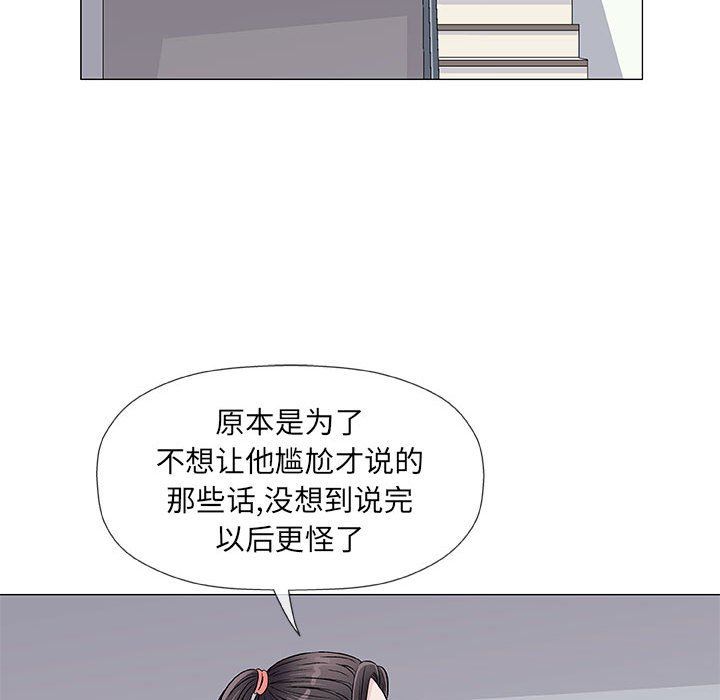 原本是为了
不想让他尴尬才说的
那些话,没想到说完
以后更怪了